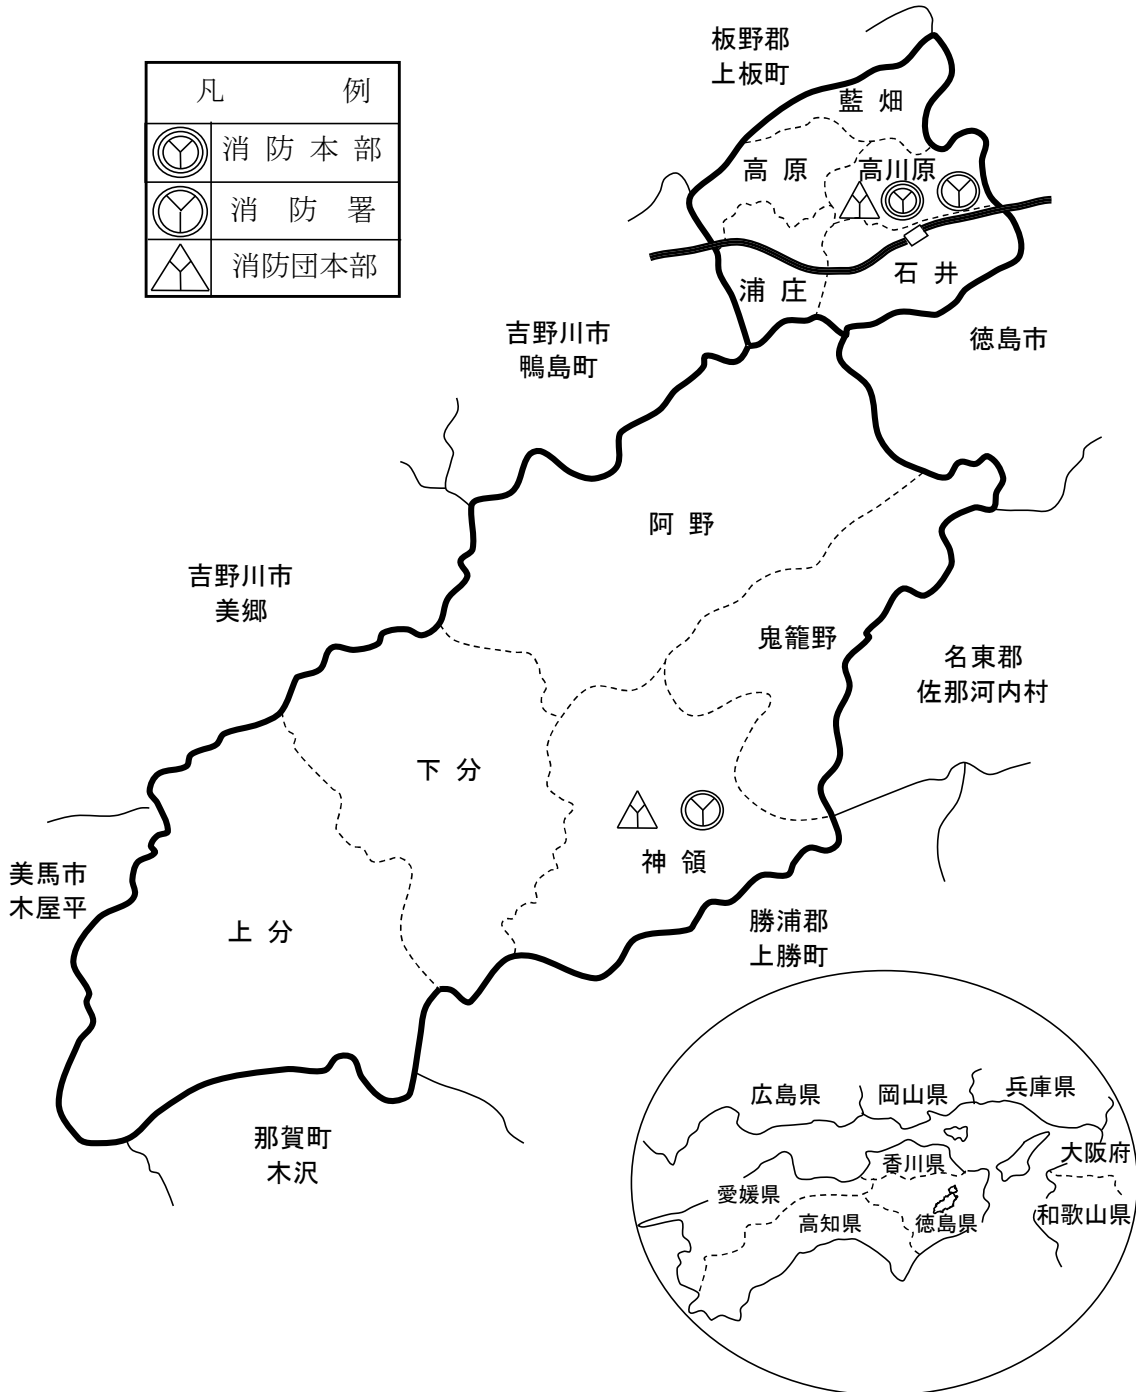 凡 例
消防本部
消防署
消防団本部
板野郡
上板町
藍畑
高原
高川原
石井
浦庄
吉野川市
鴨島町
徳島市
阿野
吉野川市
美郷
鬼籠野
名東郡
佐那河内村
下分
神領
美馬市
木屋平
上分
勝浦郡
上勝町
那賀町
木沢
広島県
岡山県
兵庫県
香川県
大阪府
愛媛県
高知県
徳島県
和歌山県